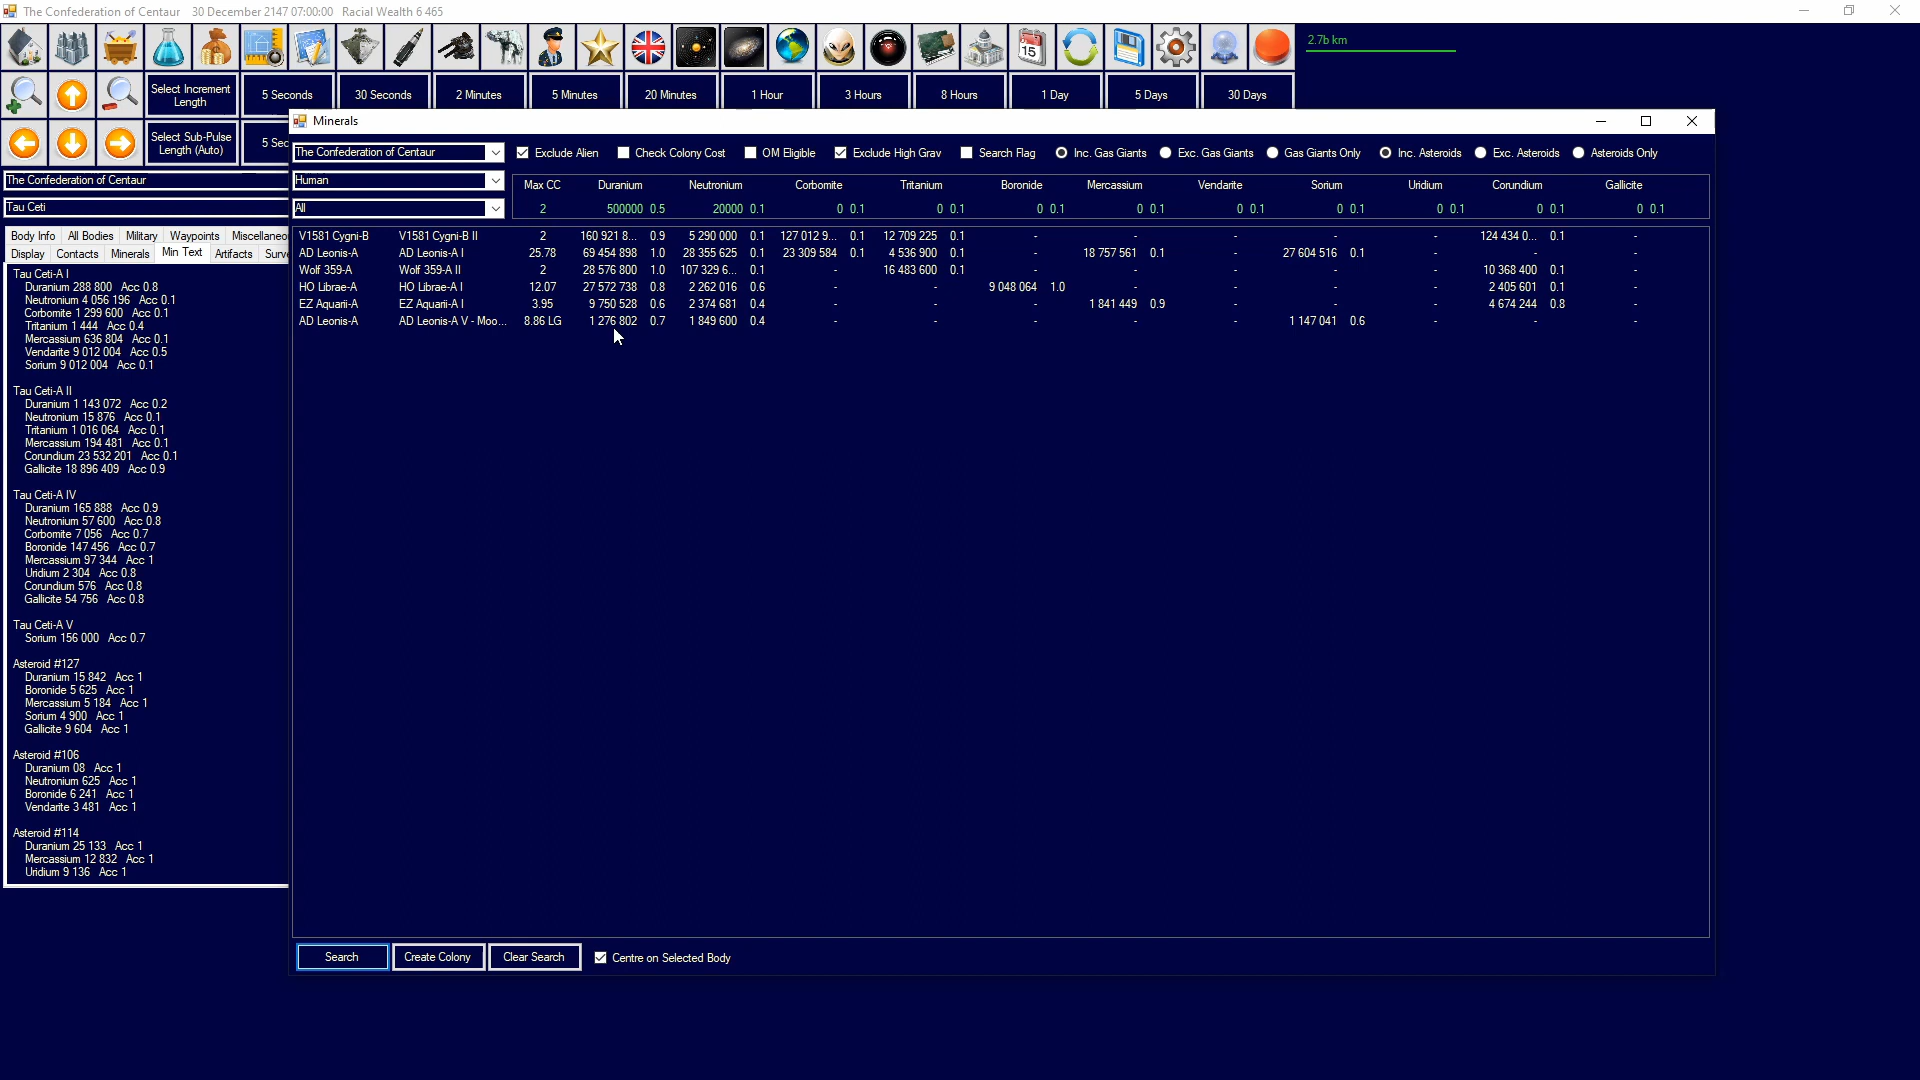 The Confederation of Centaur 30 December 2147 07:00:00 Racial Wealth 6 465
2.7b km
Select Increment Length 5 Seconds 30 Seconds 2 Minutes 5 Minutes 20 Minutes 1 Hour 3 Hours 8 Hours 1 Day 5 Days 30 Days
Select Sub-Pulse Length (Auto) 5 Sec
Minerals
The Confederation of Centaur
Tau Ceti
Body Info All Bodies Military Waypoints Miscellaneou
Display Contacts Minerals Min Text Artifacts Surv
Tau Ceti-A I
Duranium 288 800 Acc 0.8
Neutronium 4 056 196 Acc 0.1
Corbomite 1 299 600 Acc 0.1
Tritanium 1 444 Acc 0.4
Mercassium 636 804 Acc 0.1
Vendarite 9 012 004 Acc 0.5
Sorium 9 012 004 Acc 0.1
Tau Ceti-A II
Duranium 1 143 072 Acc 0.2
Neutronium 15 876 Acc 0.1
Tritanium 1 016 064 Acc 0.1
Mercassium 194 481 Acc 0.1
Corundium 23 532 201 Acc 0.1
Gallicite 18 896 409 Acc 0.9
Tau Ceti-A IV
Duranium 165 888 Acc 0.9
Neutronium 57 600 Acc 0.8
Corbomite 7 056 Acc 0.7
Boronide 147 456 Acc 0.7
Mercassium 97 344 Acc 1
Uridium 2 304 Acc 0.8
Corundium 576 Acc 0.8
Gallicite 54 756 Acc 0.8
Tau Ceti-A V
Sorium 156 000 Acc 0.7
Asteroid #127
Duranium 15 842 Acc 1
Boronide 5 625 Acc 1
Mercassium 5 184 Acc 1
Sorium 4 900 Acc 1
Gallicite 9 604 Acc 1
Asteroid #106
Duranium 08 Acc 1
Neutronium 625 Acc 1
Boronide 6 241 Acc 1
Vendarite 3 481 Acc 1
Asteroid #114
Duranium 25 133 Acc 1
Mercassium 12 832 Acc 1
Uridium 9 136 Acc 1
The Confederation of Centaur Exclude Alien Check Colony Cost OM Eligible Exclude High Grav Search Flag Inc. Gas Giants Exc. Gas Giants Gas Giants Only Inc. Asteroids Exc. Asteroids Asteroids Only
Human
All
Max CC Duranium Neutronium Corbomite Tritanium Boronide Mercassium Vendarite Sorium Uridium Corundium Gallicite
2 500000 0.5 20000 0.1 0 0.1 0 0.1 0 0.1 0 0.1 0 0.1 0 0.1 0 0.1 0 0.1 0 0.1
V1581 Cygni-B V1581 Cygni-B II 2 160 921 8... 0.9 5 290 000 0.1 127 012 9... 0.1 12 709 225 0.1 - - - - - 124 434 0... 0.1 -
AD Leonis-A AD Leonis-A I 25.78 69 454 898 1.0 28 355 625 0.1 23 309 584 0.1 4 536 900 0.1 - 18 757 561 0.1 - 27 604 516 0.1 - - -
Wolf 359-A Wolf 359-A II 2 28 576 800 1.0 107 329 6... 0.1 - 16 483 600 0.1 - - - - - 10 368 400 0.1 -
HO Librae-A HO Librae-A I 12.07 27 572 738 0.8 2 262 016 0.6 - - 9 048 064 1.0 - - - - 2 405 601 0.1 -
EZ Aquarii-A EZ Aquarii-A I 3.95 9 750 528 0.6 2 374 681 0.4 - - - 1 841 449 0.9 - - - 4 674 244 0.8 -
AD Leonis-A AD Leonis-A V - Moo... 8.86 LG 1 276 802 0.7 1 849 600 0.4 - - - - - 1 147 041 0.6 - - -
Search Create Colony Clear Search Centre on Selected Body